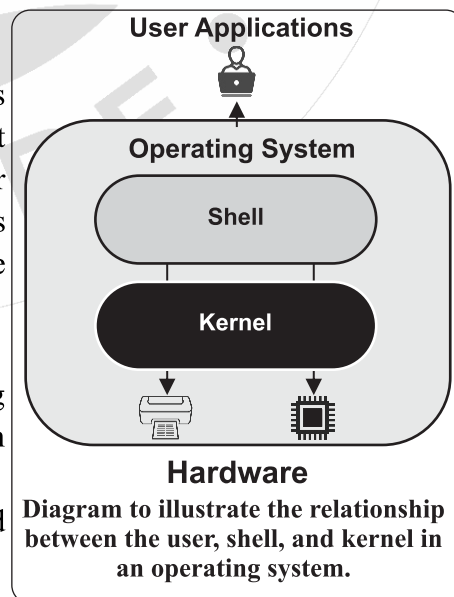 User Applications
Operating System
Shell
Kernel
Hardware
Diagram to illustrate the relationship
between the user, shell, and kernel in
an operating system.